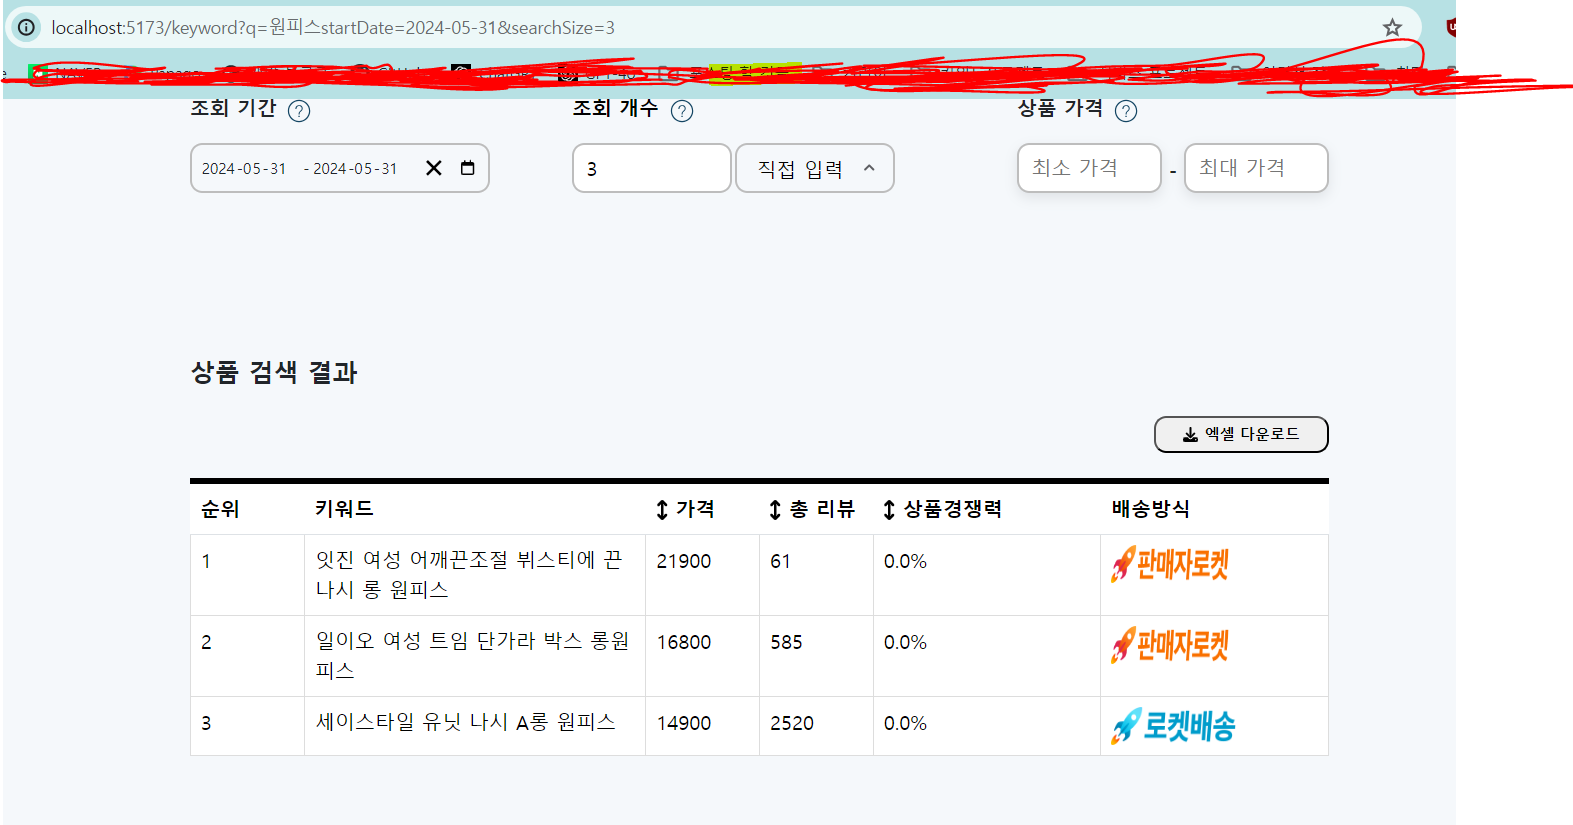 localhost:5173/keyword?q=원피스startDate=2024-05-31&searchSize=3
조회 기간 ? 조회 개수 ? 상품 가격 ?
2024-05-31 - 2024-05-31 3 직접 입력 최소 가격 - 최대 가격
상품 검색 결과
엑셀 다운로드
순위 키워드 가격 총 리뷰 상품경쟁력 배송방식
1 잇진 여성 어깨끈조절 뷔스티에 끈 21900 61 0.0% 판매자로켓
나시 롱 원피스
2 일이오 여성 트임 단가라 박스 롱원 16800 585 0.0% 판매자로켓
피스
3 세이스타일 유닛 나시 A롱 원피스 14900 2520 0.0% 로켓배송